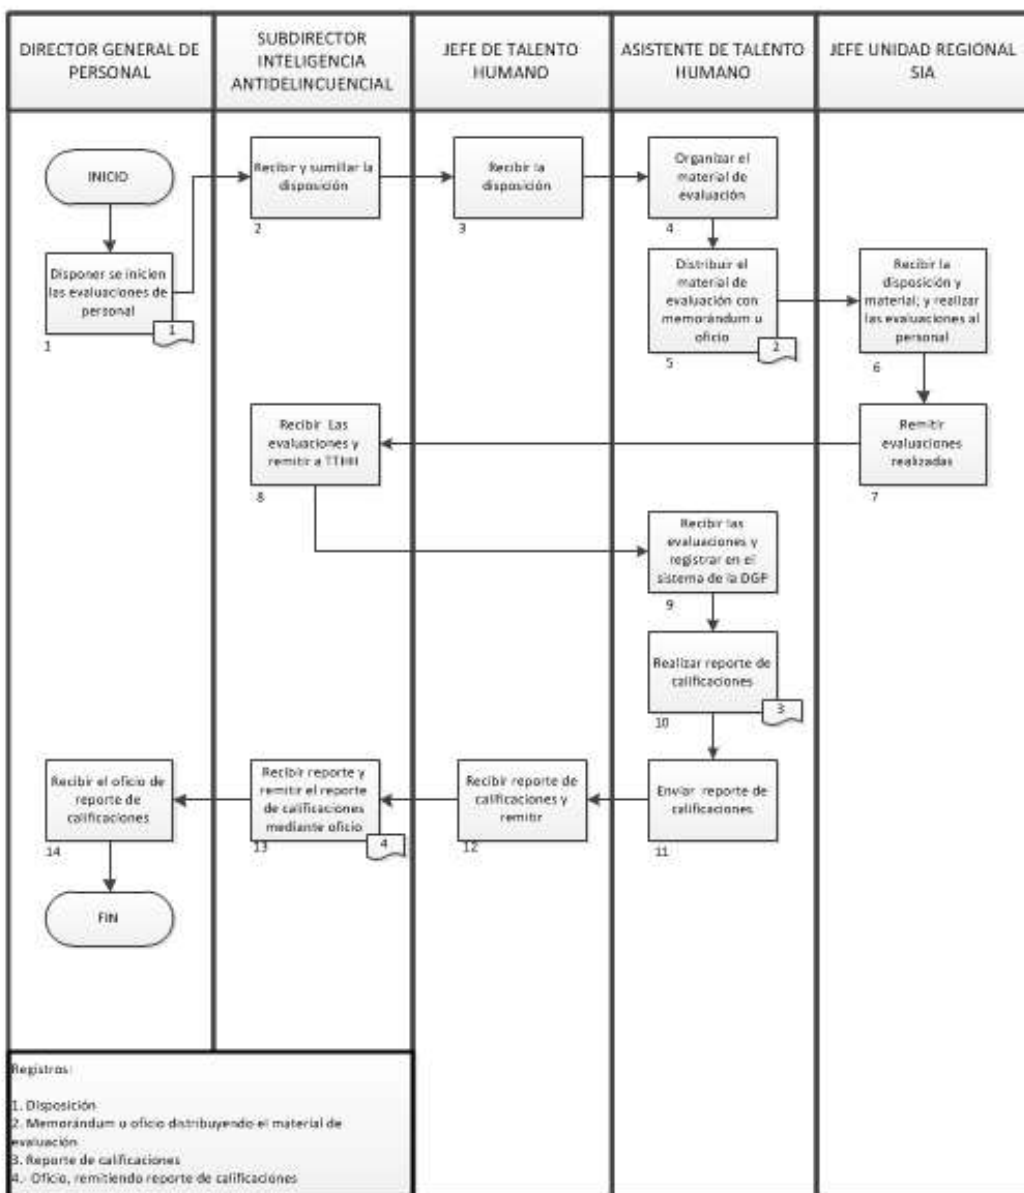 DIRECTOR GENERAL DE
PERSONAL
SUBDIRECTOR
INTELIGENCIA
ANTIDELINCUENCIAL
JEFE DE TALENTO
HUMANO
ASISTENTE DE TALENTO
HUMANO
JEFE UNIDAD REGIONAL
SIA
INICIO
Disponer se inicien
las evaluaciones de
personal
1
1
Recibir y sumillar la
disposición
2
Recibir la
disposición
3
Organizar el
material de
evaluación
4
Distribuir el
material de
evaluación con
memorándum u
oficio
2
5
Recibir la
disposición y
material; y realizar
las evaluaciones al
personal
6
Remitir
evaluaciones
realizadas
7
Recibir Las
evaluaciones y
remitir a TTHH
8
Recibir las
evaluaciones y
registrar en el
sistema de la DGP
9
Realizar reporte de
calificaciones
3
10
Enviar reporte de
calificaciones
11
Recibir reporte de
calificaciones y
remitir
12
Recibir reporte y
remitir el reporte
de calificaciones
mediante oficio
4
13
Recibir el oficio de
reporte de
calificaciones
14
FIN
Registros:
1. Disposición
2. Memorándum u oficio distribuyendo el material de
evaluación
3. Reporte de calificaciones
4. Oficio, remitiendo reporte de calificaciones